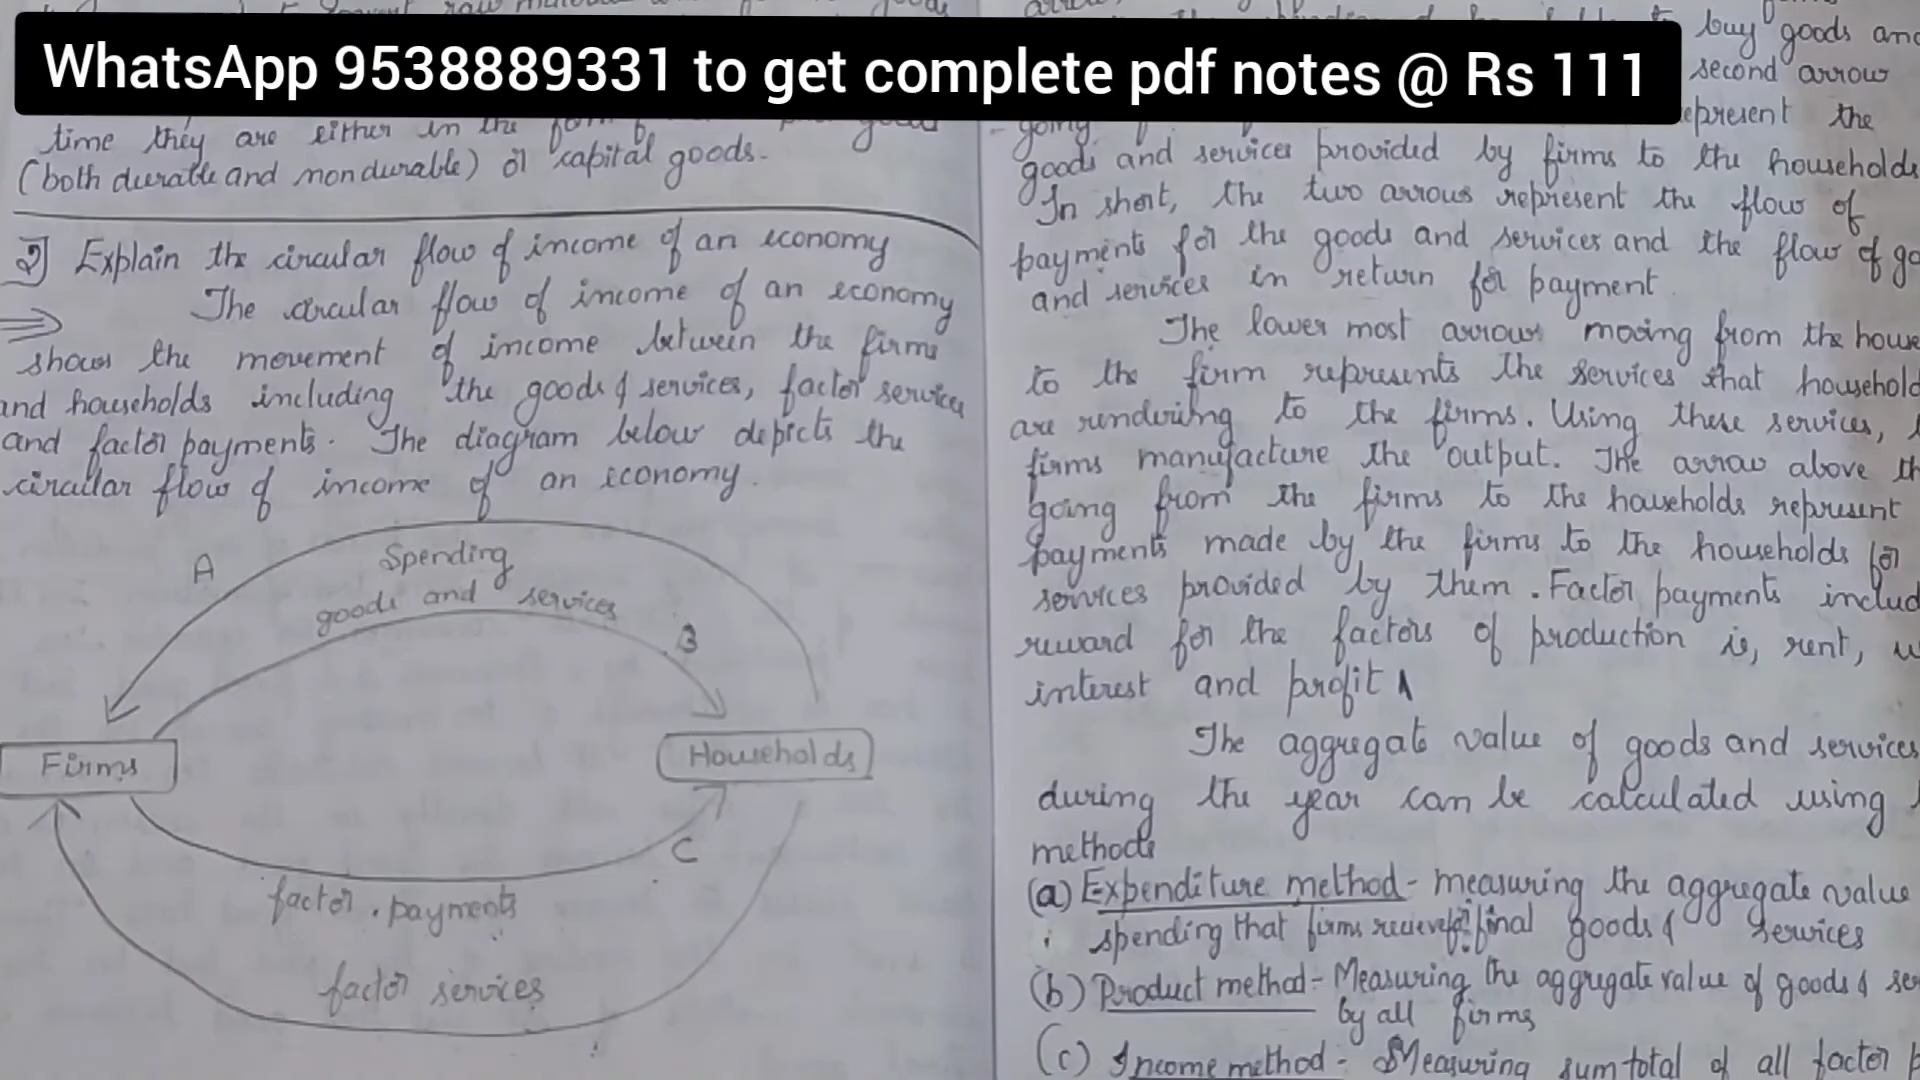 WhatsApp 9538889331 to get complete pdf notes @ Rs 111
time they are either in the form
(both durable and nondurable) or capital goods.
2] Explain the circular flow of income of an economy
The circular flow of income of an economy
shows the movement of income between the firms
and households including the goods & services, factor services
and factor payments. The diagram below depicts the
circular flow of income of an economy.
A
Spending
goods and services
B
Firms
Households
C
factor payments
factor services
buy goods and
second arrow
going
represent the
goods and services provided by firms to the households
In short, the two arrows represent the flow of
payments for the goods and services and the flow of go
and services in return for payment
The lower most arrows moving from the house
to the firm represents the services that household
are rendering to the firms. Using these services,
firms manufacture the output. The arrow above th
going from the firms to the households represent
payments made by the firms to the households for
services provided by them. Factor payments includ
reward for the factors of production ie, rent, w
interest and profit
The aggregate value of goods and services
during the year can be calculated using
methods
(a) Expenditure method - measuring the aggregate value
spending that firms recieve for final goods & services
(b) Product method - Measuring the aggregate value of goods & ser
by all firms
(c) Income method - Measuring sum total of all factor p